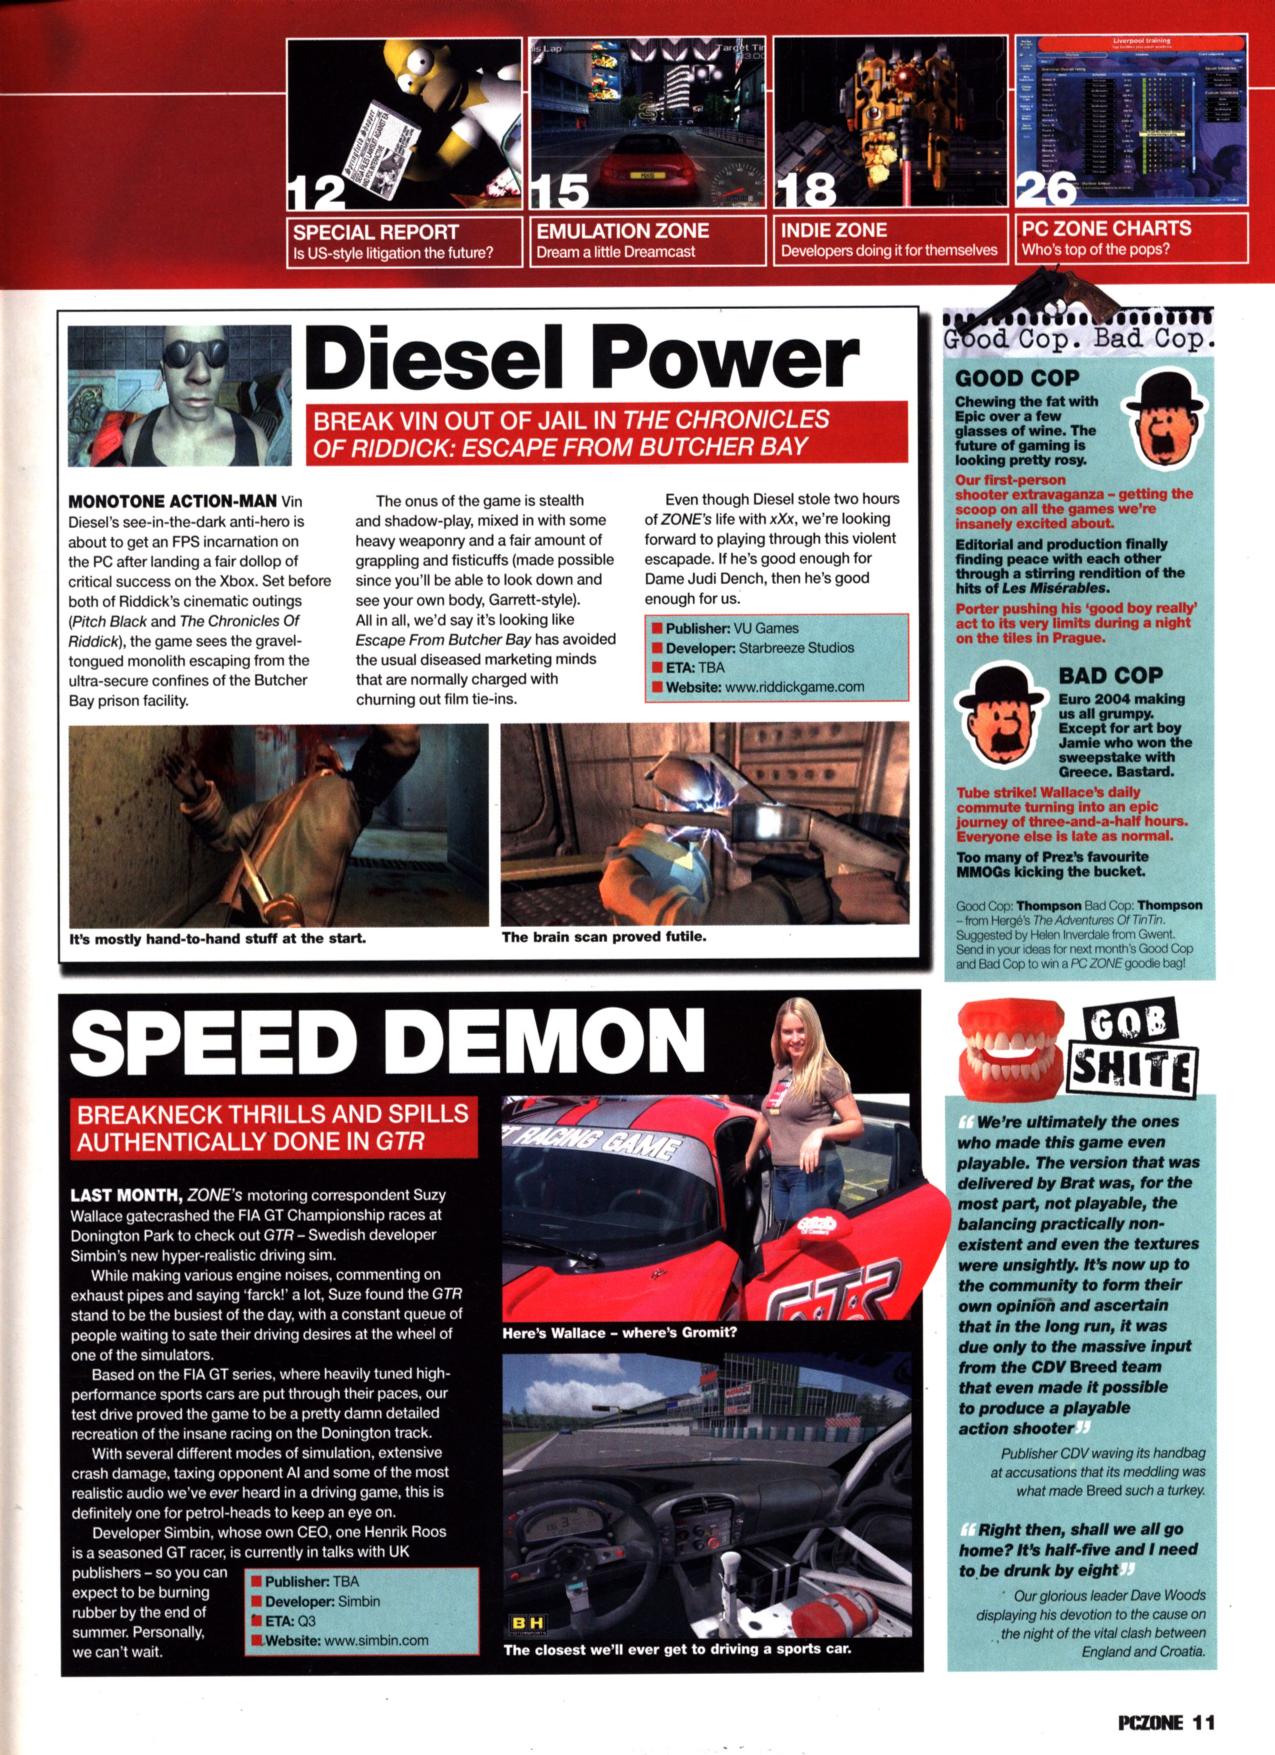 12
SPECIAL REPORT
Is US-style litigation the future?
is Lap
Target Tir
15
EMULATION ZONE
Dream a little Dreamcast
18
INDIE ZONE
Developers doing it for themselves
Liverpool training
26
PC ZONE CHARTS
Who's top of the pops?
Diesel Power
BREAK VIN OUT OF JAIL IN THE CHRONICLES
OF RIDDICK: ESCAPE FROM BUTCHER BAY
MONOTONE ACTION-MAN Vin
Diesel's see-in-the-dark anti-hero is
about to get an FPS incarnation on
the PC after landing a fair dollop of
critical success on the Xbox. Set before
both of Riddick's cinematic outings
(Pitch Black and The Chronicles Of
Riddick), the game sees the gravel-
tongued monolith escaping from the
ultra-secure confines of the Butcher
Bay prison facility.
The onus of the game is stealth
and shadow-play, mixed in with some
heavy weaponry and a fair amount of
grappling and fisticuffs (made possible
since you'll be able to look down and
see your own body, Garrett-style).
All in all, we'd say it's looking like
Escape From Butcher Bay has avoided
the usual diseased marketing minds
that are normally charged with
churning out film tie-ins.
Even though Diesel stole two hours
of ZONE's life with xXx, we're looking
forward to playing through this violent
escapade. If he's good enough for
Dame Judi Dench, then he's good
enough for us.
Publisher: VU Games
Developer: Starbreeze Studios
ETA: TBA
Website: www.riddickgame.com
It's mostly hand-to-hand stuff at the start.
The brain scan proved futile.
Good Cop. Bad Cop.
GOOD COP
Chewing the fat with
Epic over a few
glasses of wine. The
future of gaming is
looking pretty rosy.
Our first-person
shooter extravaganza – getting the
scoop on all the games we're
insanely excited about.
Editorial and production finally
finding peace with each other
through a stirring rendition of the
hits of Les Misérables.
Porter pushing his 'good boy really'
act to its very limits during a night
on the tiles in Prague.
BAD COP
Euro 2004 making
us all grumpy.
Except for art boy
Jamie who won the
sweepstake with
Greece. Bastard.
Tube strike! Wallace's daily
commute turning into an epic
journey of three-and-a-half hours.
Everyone else is late as normal.
Too many of Prez's favourite
MMOGs kicking the bucket.
Good Cop: Thompson Bad Cop: Thompson
– from Hergé's The Adventures Of TinTin.
Suggested by Helen Inverdale from Gwent.
Send in your ideas for next month's Good Cop
and Bad Cop to win a PC ZONE goodie bag!
SPEED DEMON
BREAKNECK THRILLS AND SPILLS
AUTHENTICALLY DONE IN GTR
LAST MONTH, ZONE's motoring correspondent Suzy
Wallace gatecrashed the FIA GT Championship races at
Donington Park to check out GTR – Swedish developer
Simbin's new hyper-realistic driving sim.
While making various engine noises, commenting on
exhaust pipes and saying 'farck!' a lot, Suze found the GTR
stand to be the busiest of the day, with a constant queue of
people waiting to sate their driving desires at the wheel of
one of the simulators.
Based on the FIA GT series, where heavily tuned high-
performance sports cars are put through their paces, our
test drive proved the game to be a pretty damn detailed
recreation of the insane racing on the Donington track.
With several different modes of simulation, extensive
crash damage, taxing opponent AI and some of the most
realistic audio we've ever heard in a driving game, this is
definitely one for petrol-heads to keep an eye on.
Developer Simbin, whose own CEO, one Henrik Roos
is a seasoned GT racer, is currently in talks with UK
publishers – so you can
expect to be burning
rubber by the end of
summer. Personally,
we can't wait.
Publisher: TBA
Developer: Simbin
ETA: Q3
Website: www.simbin.com
T RACING GAME
GTR
Here's Wallace – where's Gromit?
BH
The closest we'll ever get to driving a sports car.
GOB
SHITE
“We're ultimately the ones
who made this game even
playable. The version that was
delivered by Brat was, for the
most part, not playable, the
balancing practically non-
existent and even the textures
were unsightly. It's now up to
the community to form their
own opinion and ascertain
that in the long run, it was
due only to the massive input
from the CDV Breed team
that even made it possible
to produce a playable
action shooter”
Publisher CDV waving its handbag
at accusations that its meddling was
what made Breed such a turkey.
“Right then, shall we all go
home? It's half-five and I need
to be drunk by eight”
Our glorious leader Dave Woods
displaying his devotion to the cause on
the night of the vital clash between
England and Croatia.
PCZONE 11